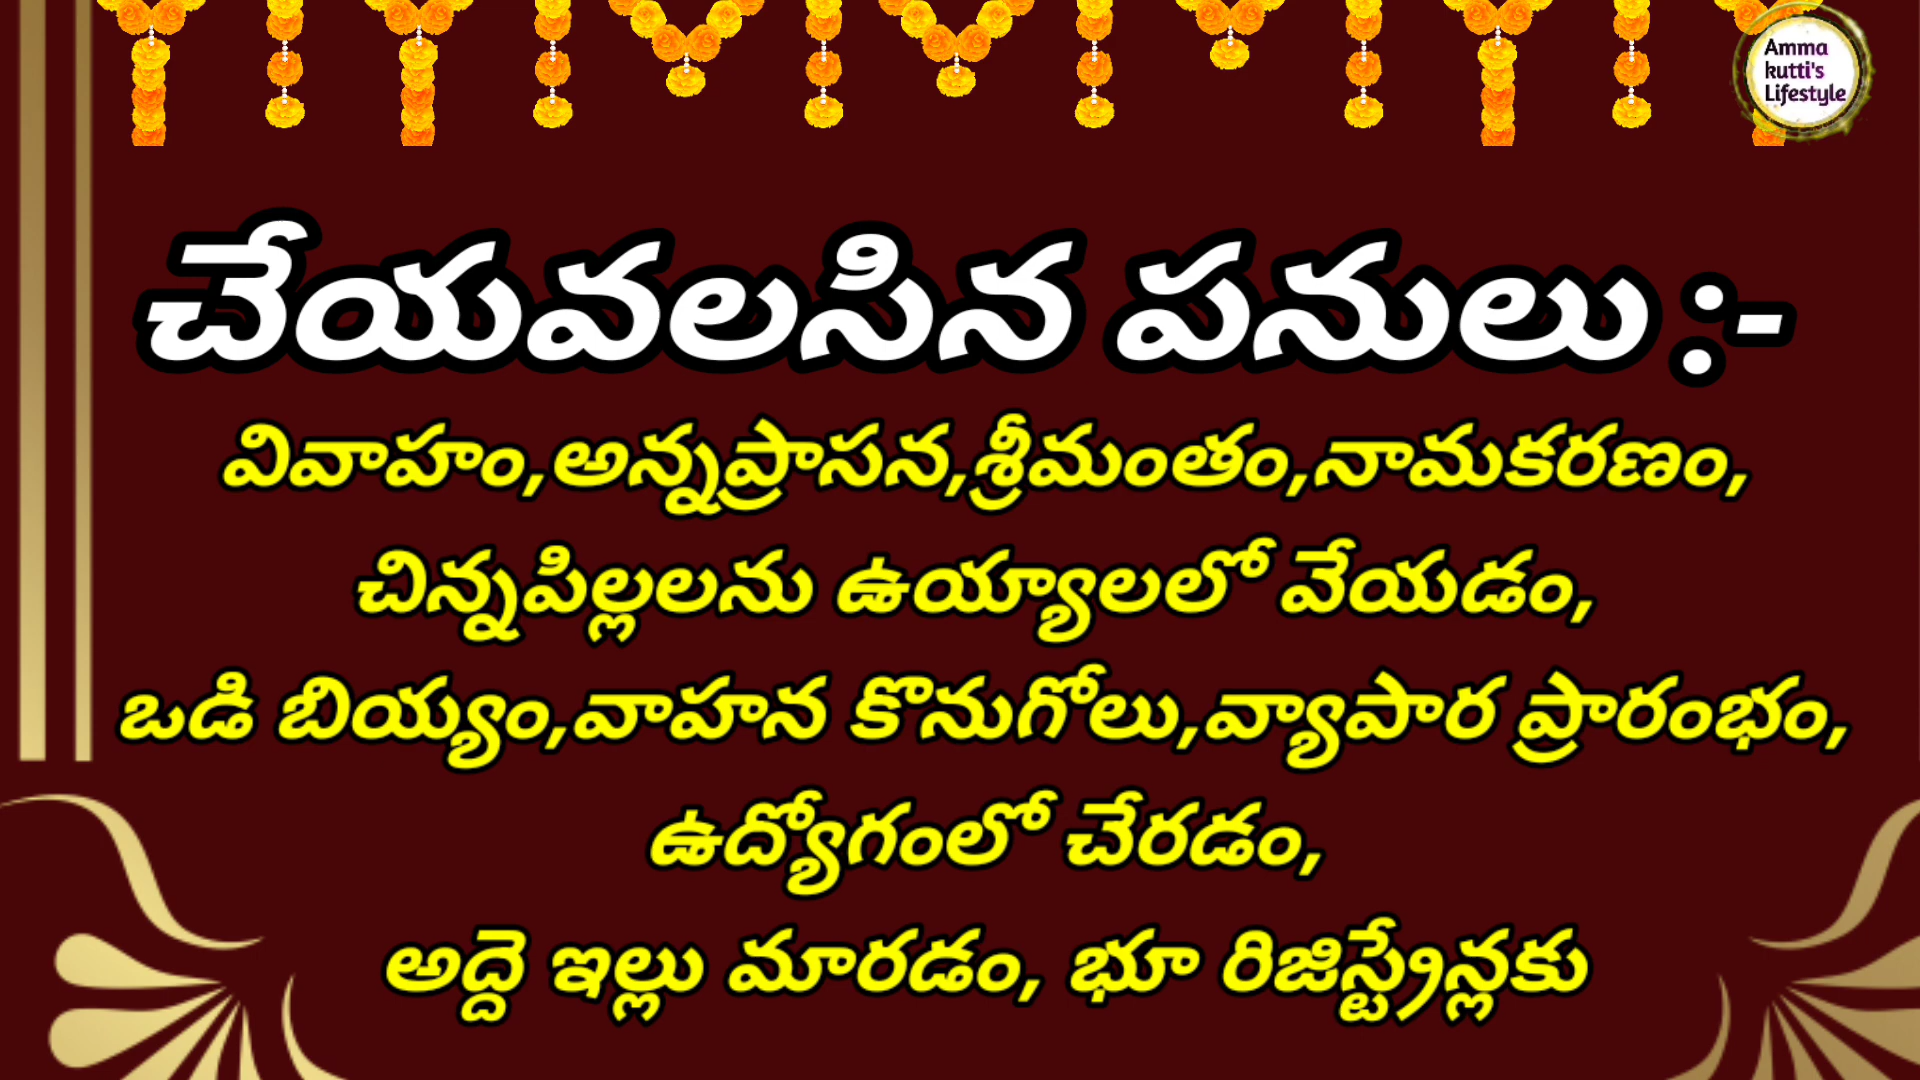 Amma
kutti's
Lifestyle
చేయవలసిన పనులు :-
వివాహం,అన్నప్రాసన,శ్రీమంతం,నామకరణం,
చిన్నపిల్లలను ఉయ్యాలలో వేయడం,
ఒడి బియ్యం,వాహన కొనుగోలు,వ్యాపార ప్రారంభం,
ఉద్యోగంలో చేరడం,
అద్దె ఇల్లు మారడం, భూ రిజిస్ట్రేన్లకు